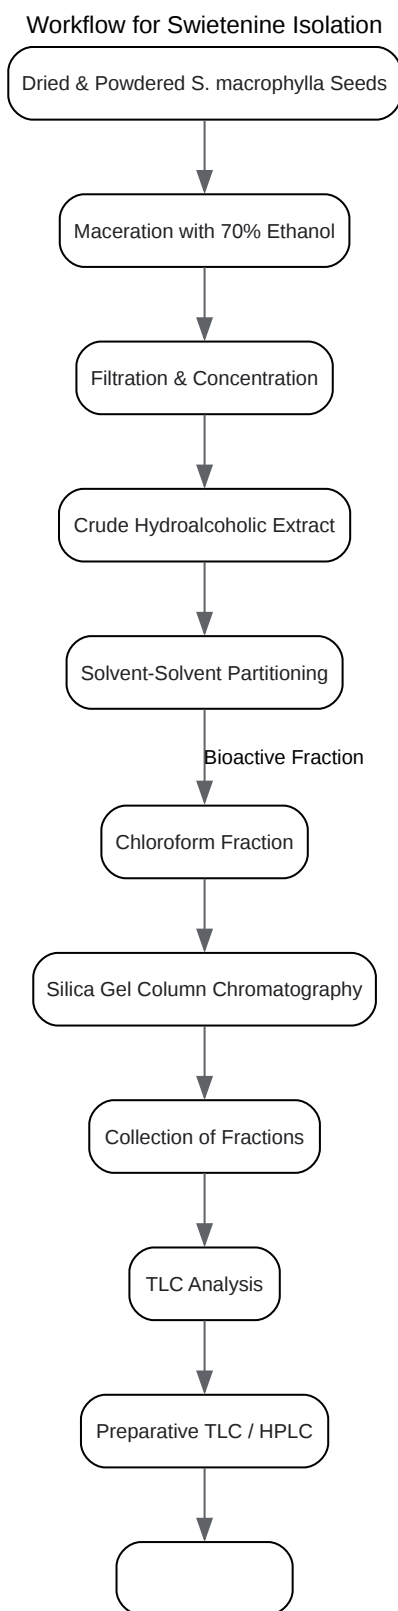 Workflow for Swietenine Isolation
Dried & Powdered S. macrophylla Seeds
Maceration with 70% Ethanol
Filtration & Concentration
Crude Hydroalcoholic Extract
Solvent-Solvent Partitioning
Bioactive Fraction
Chloroform Fraction
Silica Gel Column Chromatography
Collection of Fractions
TLC Analysis
Preparative TLC / HPLC